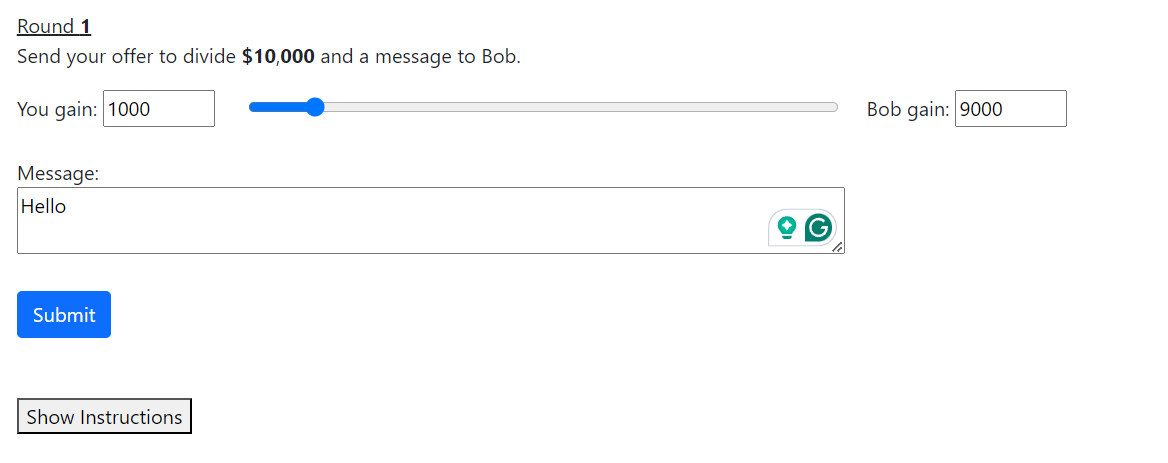 Round 1
Send your offer to divide $10,000 and a message to Bob.
You gain: 1000 Bob gain: 9000
Message:
Hello
Submit
Show Instructions